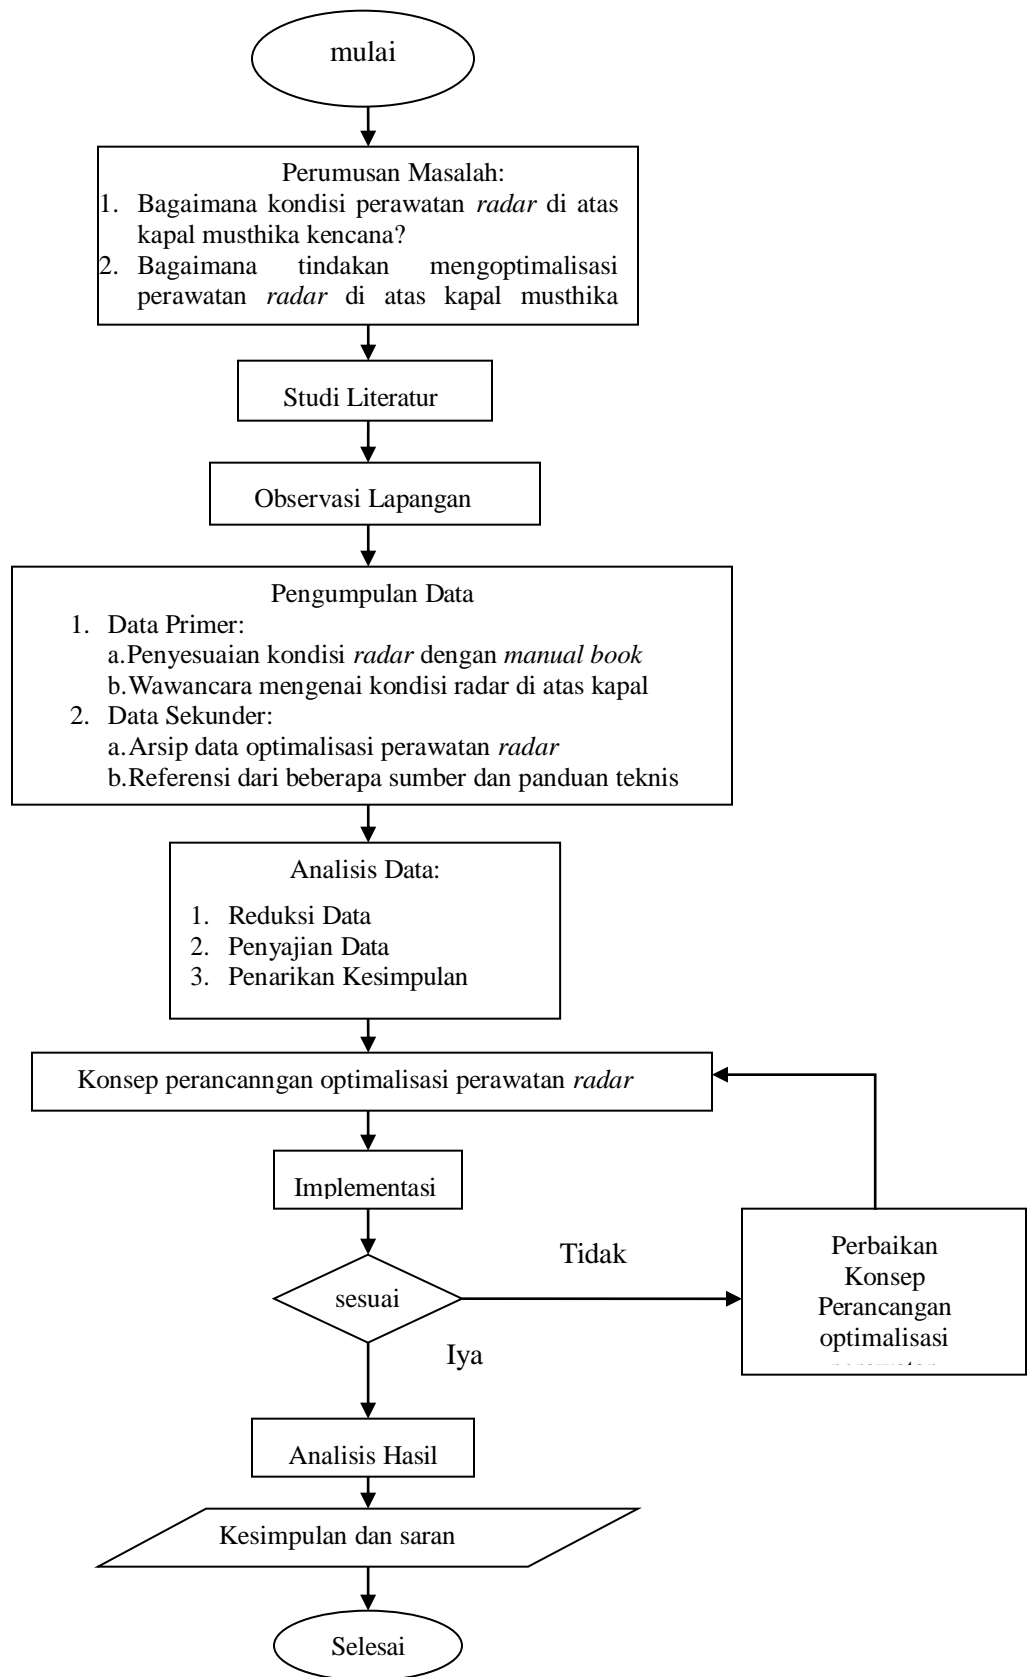 mulai
Perumusan Masalah:
1. Bagaimana kondisi perawatan radar di atas
kapal musthika kencana?
2. Bagaimana tindakan mengoptimalisasi
perawatan radar di atas kapal musthika
Studi Literatur
Observasi Lapangan
Pengumpulan Data
1. Data Primer:
a.Penyesuaian kondisi radar dengan manual book
b.Wawancara mengenai kondisi radar di atas kapal
2. Data Sekunder:
a.Arsip data optimalisasi perawatan radar
b.Referensi dari beberapa sumber dan panduan teknis
Analisis Data:
1. Reduksi Data
2. Penyajian Data
3. Penarikan Kesimpulan
Konsep perancanngan optimalisasi perawatan radar
Implementasi
sesuai
Tidak
Perbaikan
Konsep
Perancangan
optimalisasi
Iya
Analisis Hasil
Kesimpulan dan saran
Selesai